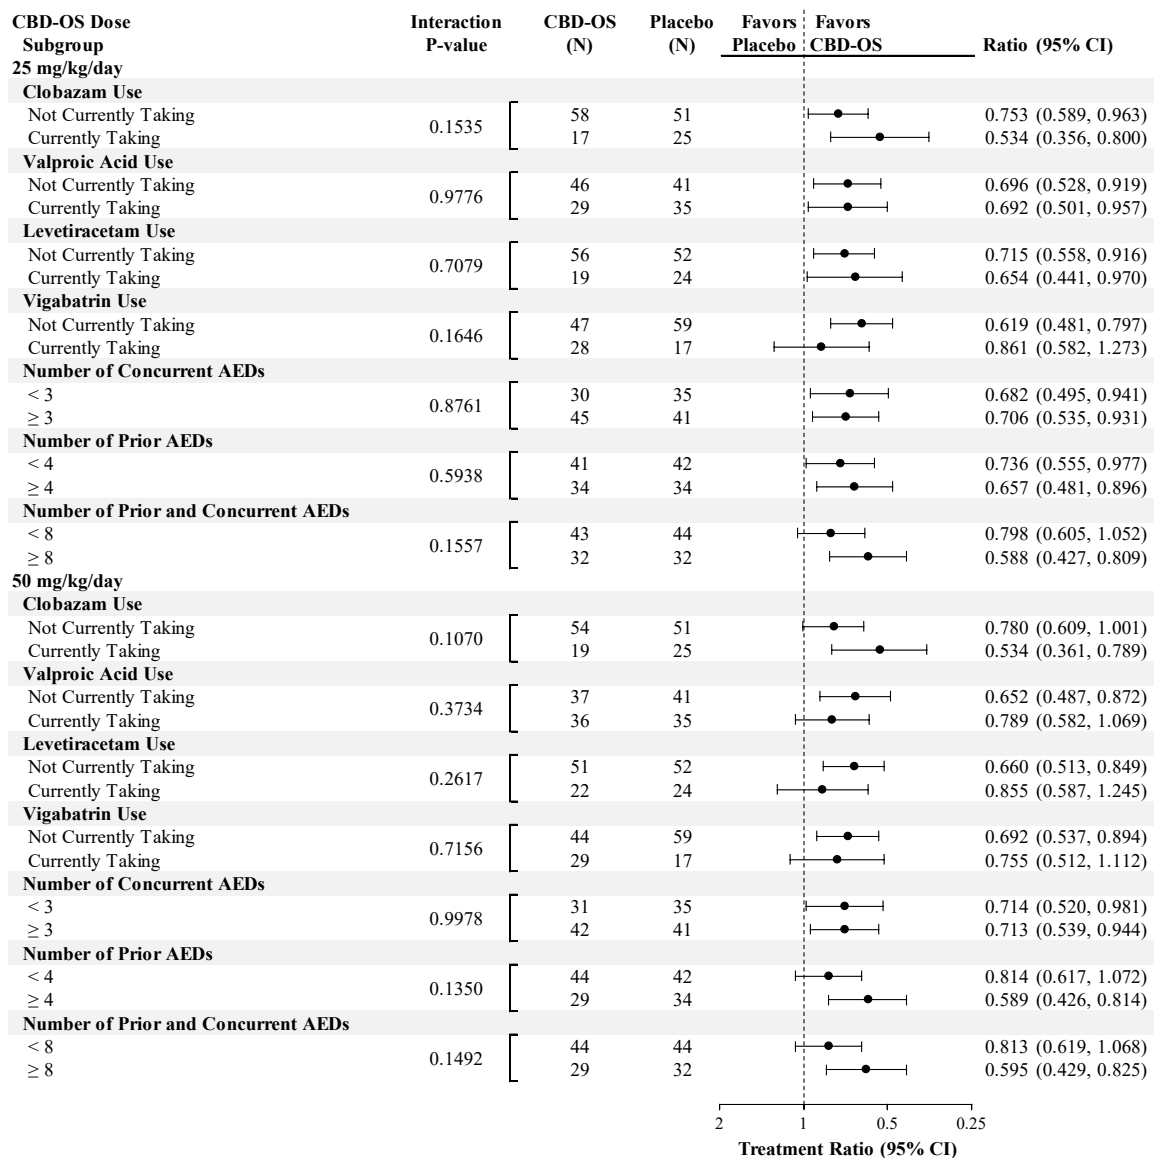 CBD-OS Dose Interaction CBD-OS Placebo Favors Favors
Subgroup P-value (N) (N) Placebo CBD-OS Ratio (95% CI)
25 mg/kg/day
Clobazam Use
Not Currently Taking 58 51 0.753 (0.589, 0.963)
0.1535
Currently Taking 17 25 0.534 (0.356, 0.800)
Valproic Acid Use
Not Currently Taking 46 41 0.696 (0.528, 0.919)
0.9776
Currently Taking 29 35 0.692 (0.501, 0.957)
Levetiracetam Use
Not Currently Taking 56 52 0.715 (0.558, 0.916)
0.7079
Currently Taking 19 24 0.654 (0.441, 0.970)
Vigabatrin Use
Not Currently Taking 47 59 0.619 (0.481, 0.797)
0.1646
Currently Taking 28 17 0.861 (0.582, 1.273)
Number of Concurrent AEDs
< 3 30 35 0.682 (0.495, 0.941)
0.8761
≥ 3 45 41 0.706 (0.535, 0.931)
Number of Prior AEDs
< 4 41 42 0.736 (0.555, 0.977)
0.5938
≥ 4 34 34 0.657 (0.481, 0.896)
Number of Prior and Concurrent AEDs
< 8 43 44 0.798 (0.605, 1.052)
0.1557
≥ 8 32 32 0.588 (0.427, 0.809)
50 mg/kg/day
Clobazam Use
Not Currently Taking 54 51 0.780 (0.609, 1.001)
0.1070
Currently Taking 19 25 0.534 (0.361, 0.789)
Valproic Acid Use
Not Currently Taking 37 41 0.652 (0.487, 0.872)
0.3734
Currently Taking 36 35 0.789 (0.582, 1.069)
Levetiracetam Use
Not Currently Taking 51 52 0.660 (0.513, 0.849)
0.2617
Currently Taking 22 24 0.855 (0.587, 1.245)
Vigabatrin Use
Not Currently Taking 44 59 0.692 (0.537, 0.894)
0.7156
Currently Taking 29 17 0.755 (0.512, 1.112)
Number of Concurrent AEDs
< 3 31 35 0.714 (0.520, 0.981)
0.9978
≥ 3 42 41 0.713 (0.539, 0.944)
Number of Prior AEDs
< 4 44 42 0.814 (0.617, 1.072)
0.1350
≥ 4 29 34 0.589 (0.426, 0.814)
Number of Prior and Concurrent AEDs
< 8 44 44 0.813 (0.619, 1.068)
0.1492
≥ 8 29 32 0.595 (0.429, 0.825)
2 1 0.5 0.25
Treatment Ratio (95% CI)